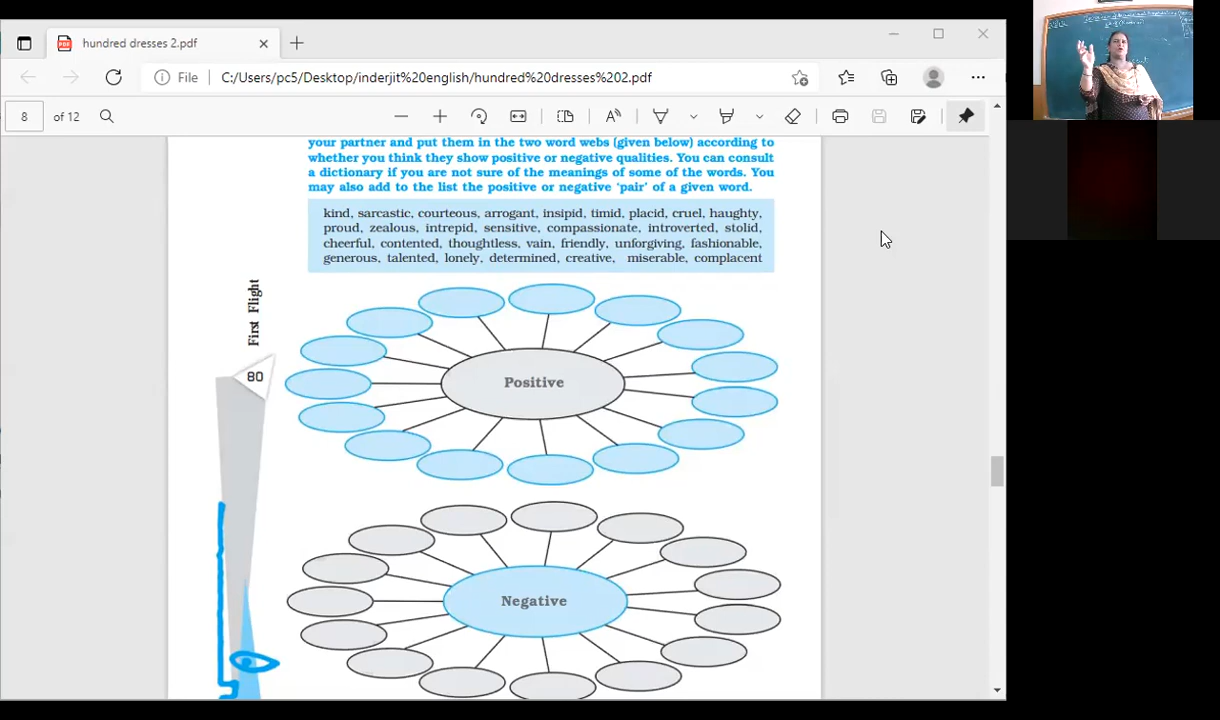 hundred dresses 2.pdf
File C:/Users/pc5/Desktop/inderjit%20english/hundred%20dresses%202.pdf
8 of 12
your partner and put them in the two word webs (given below) according to
whether you think they show positive or negative qualities. You can consult
a dictionary if you are not sure of the meanings of some of the words. You
may also add to the list the positive or negative ‘pair’ of a given word.
kind, sarcastic, courteous, arrogant, insipid, timid, placid, cruel, haughty,
proud, zealous, intrepid, sensitive, compassionate, introverted, stolid,
cheerful, contented, thoughtless, vain, friendly, unforgiving, fashionable,
generous, talented, lonely, determined, creative, miserable, complacent
First Flight
80
Positive
Negative